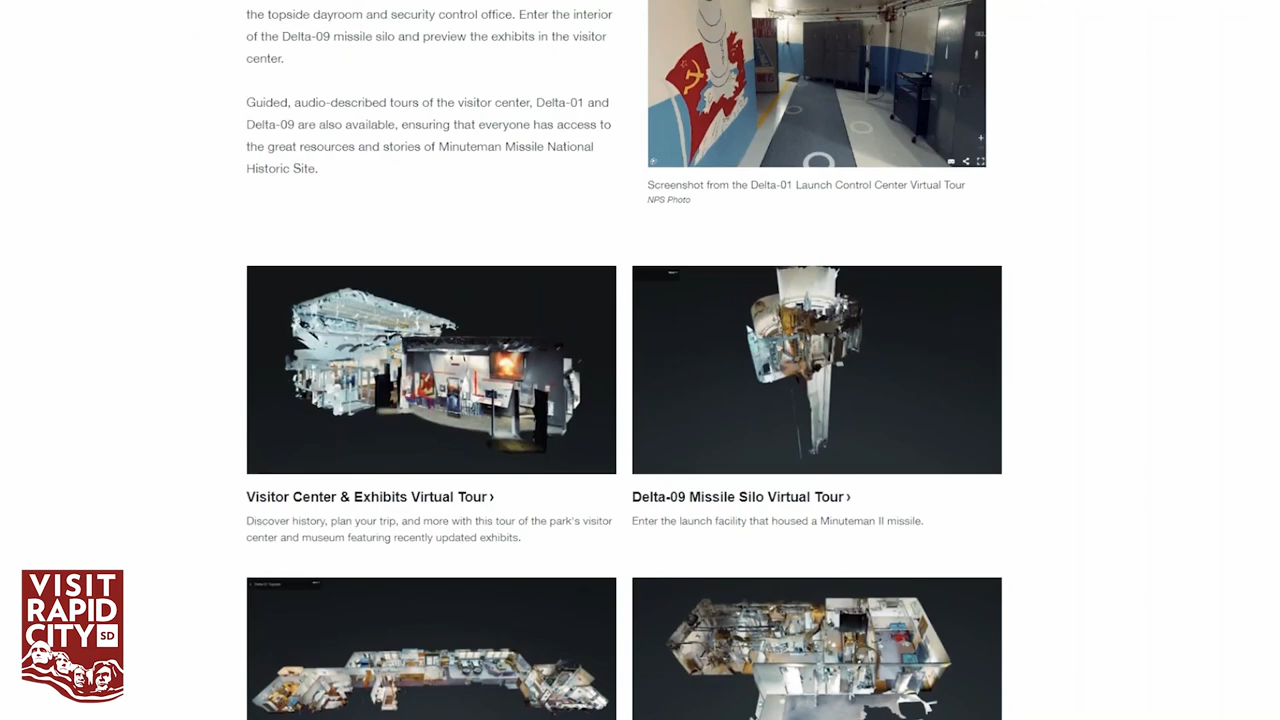 the topside dayroom and security control office. Enter the interior
of the Delta-09 missile silo and preview the exhibits in the visitor
center.
Guided, audio-described tours of the visitor center, Delta-01 and
Delta-09 are also available, ensuring that everyone has access to
the great resources and stories of Minuteman Missile National
Historic Site.
Screenshot from the Delta-01 Launch Control Center Virtual Tour
NPS Photo
Visitor Center & Exhibits Virtual Tour ›
Discover history, plan your trip, and more with this tour of the park's visitor
center and museum featuring recently updated exhibits.
Delta-09 Missile Silo Virtual Tour ›
Enter the launch facility that housed a Minuteman II missile.
VISIT
RAPID
CITY SD